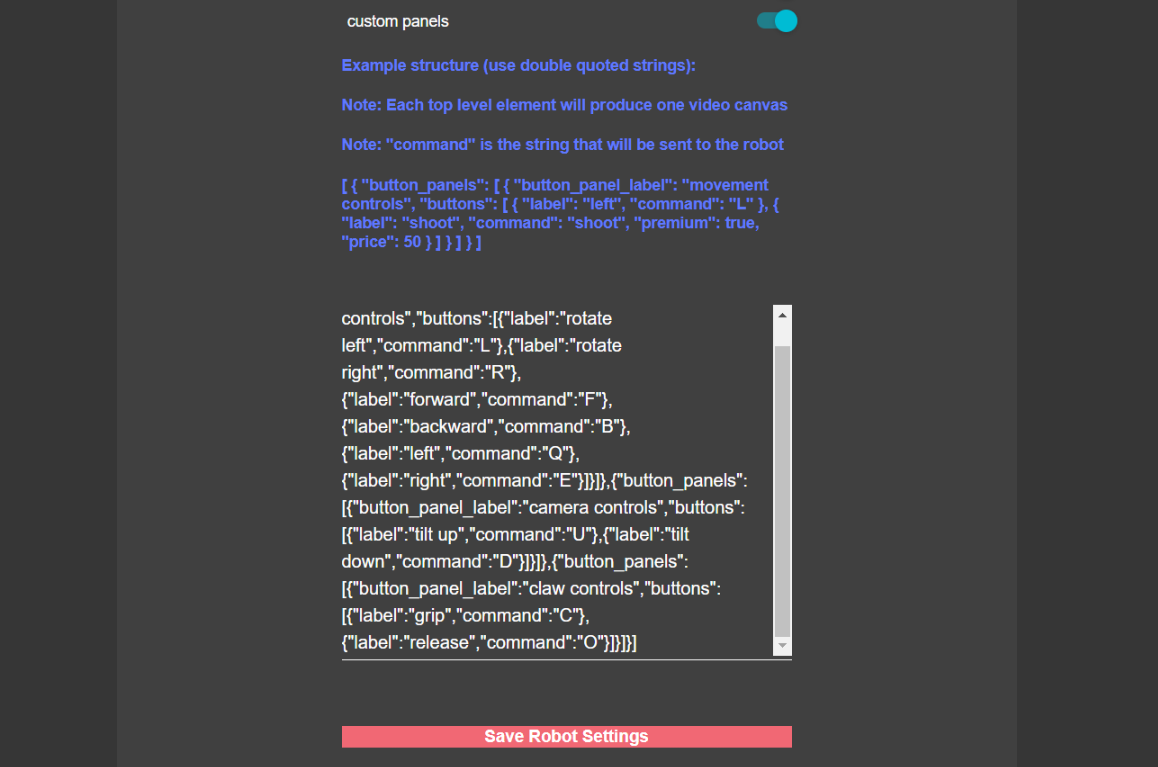 custom panels
Example structure (use double quoted strings):
Note: Each top level element will produce one video canvas
Note: "command" is the string that will be sent to the robot
[ { "button_panels": [ { "button_panel_label": "movement
controls", "buttons": [ { "label": "left", "command": "L" }, {
"label": "shoot", "command": "shoot", "premium": true,
"price": 50 } ] } ] } ]
controls","buttons":[{"label":"rotate
left","command":"L"},{"label":"rotate
right","command":"R"},
{"label":"forward","command":"F"},
{"label":"backward","command":"B"},
{"label":"left","command":"Q"},
{"label":"right","command":"E"}]}]},{"button_panels":
[{"button_panel_label":"camera controls","buttons":
[{"label":"tilt up","command":"U"},{"label":"tilt
down","command":"D"}]}]},{"button_panels":
[{"button_panel_label":"claw controls","buttons":
[{"label":"grip","command":"C"},
{"label":"release","command":"O"}]}]}]
Save Robot Settings